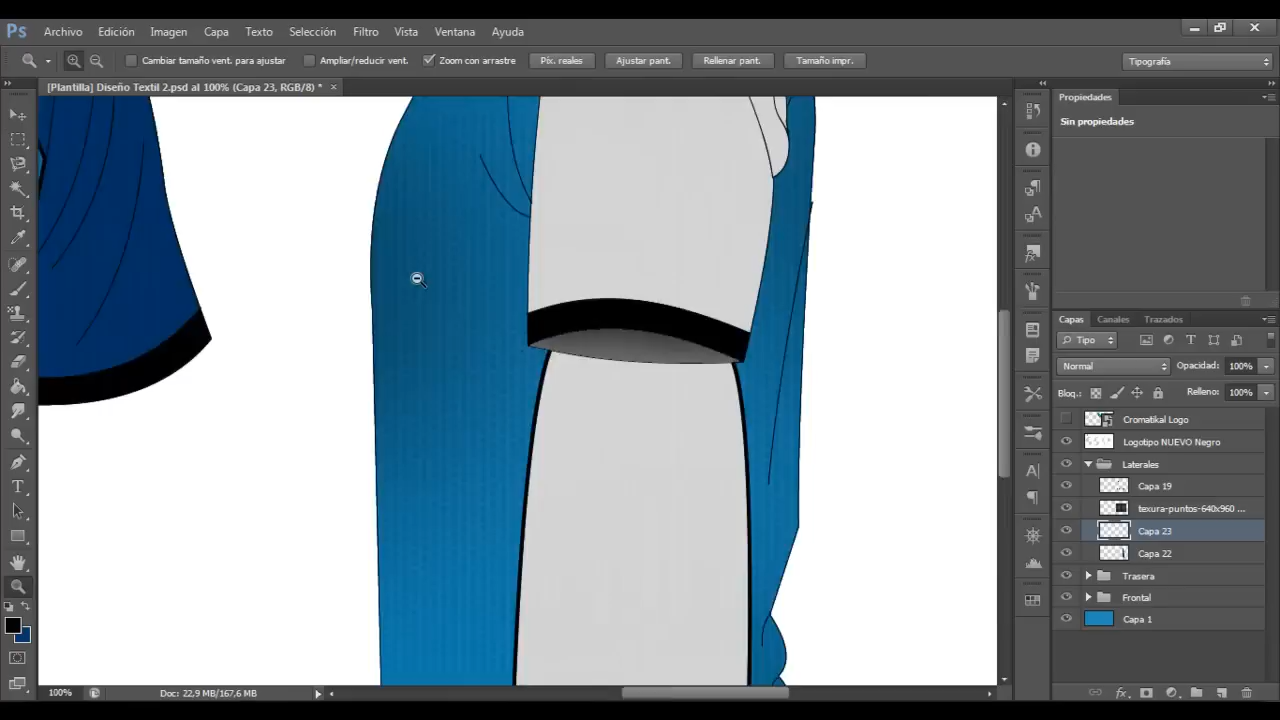 Ps Archivo Edición Imagen Capa Texto Selección Filtro Vista Ventana Ayuda
Cambiar tamaño vent. para ajustar Ampliar/reducir vent. Zoom con arrastre Píx. reales Ajustar pant. Rellenar pant. Tamaño impr. Tipografía
[Plantilla] Diseño Textil 2.psd al 100% (Capa 23, RGB/8) *
Propiedades
Sin propiedades
Capas Canales Trazados
Tipo
Normal Opacidad: 100%
Bloq.: Relleno: 100%
Cromatikal Logo
Logotipo NUEVO Negro
Laterales
Capa 19
texura-puntos-640x960 ...
Capa 23
Capa 22
Trasera
Frontal
Capa 1
100% Doc: 22,9 MB/167,6 MB